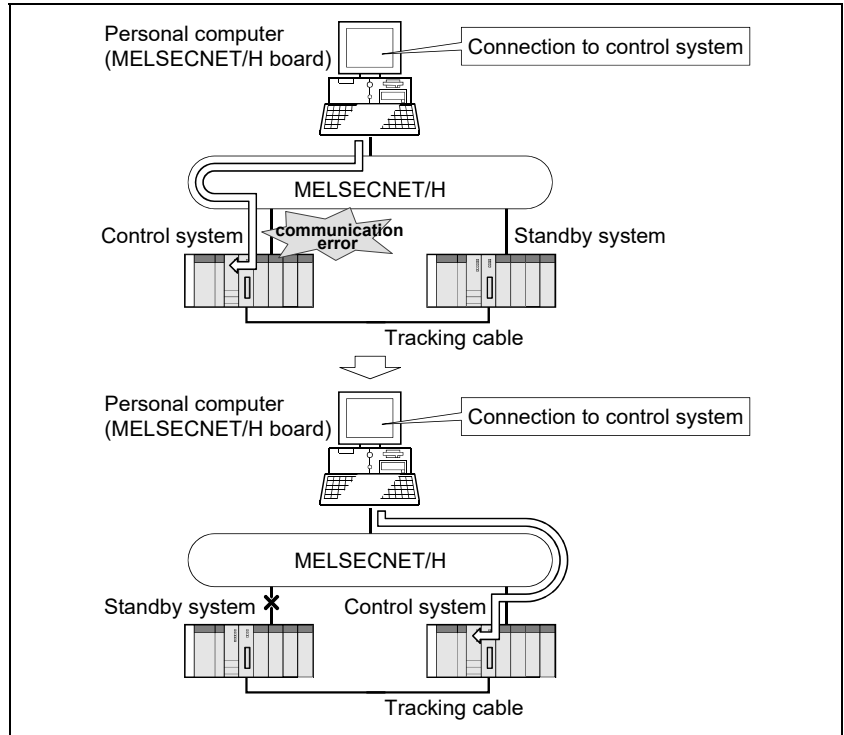 Personal computer
(MELSECNET/H board)
Connection to control system
MELSECNET/H
communication
error
Control system
Standby system
Tracking cable
Personal computer
(MELSECNET/H board)
Connection to control system
MELSECNET/H
Standby system
Control system
Tracking cable